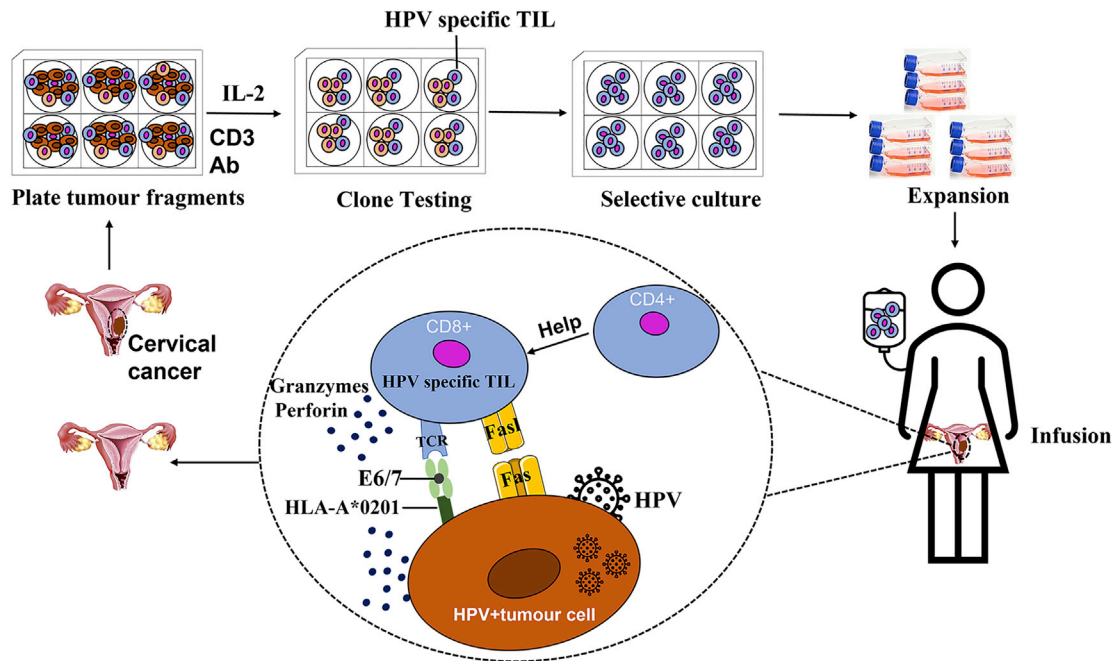 HPV specific TIL
IL-2
CD3
Ab
Plate tumour fragments
Clone Testing
Selective culture
Expansion
Cervical
cancer
CD8+
HPV specific TIL
Help
CD4+
Granzymes
Perforin
TCR
Fasl
Fas
E6/7
HLA-A*0201
HPV
HPV+tumour cell
Infusion